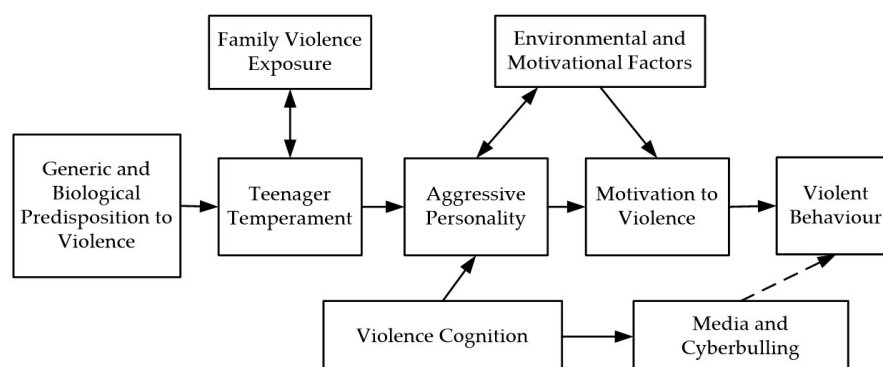 Family Violence
Exposure
Environmental and
Motivational Factors
Generic and
Biological
Predisposition to
Violence
Teenager
Temperament
Aggressive
Personality
Motivation to
Violence
Violent
Behaviour
Violence Cognition
Media and
Cyberbulling